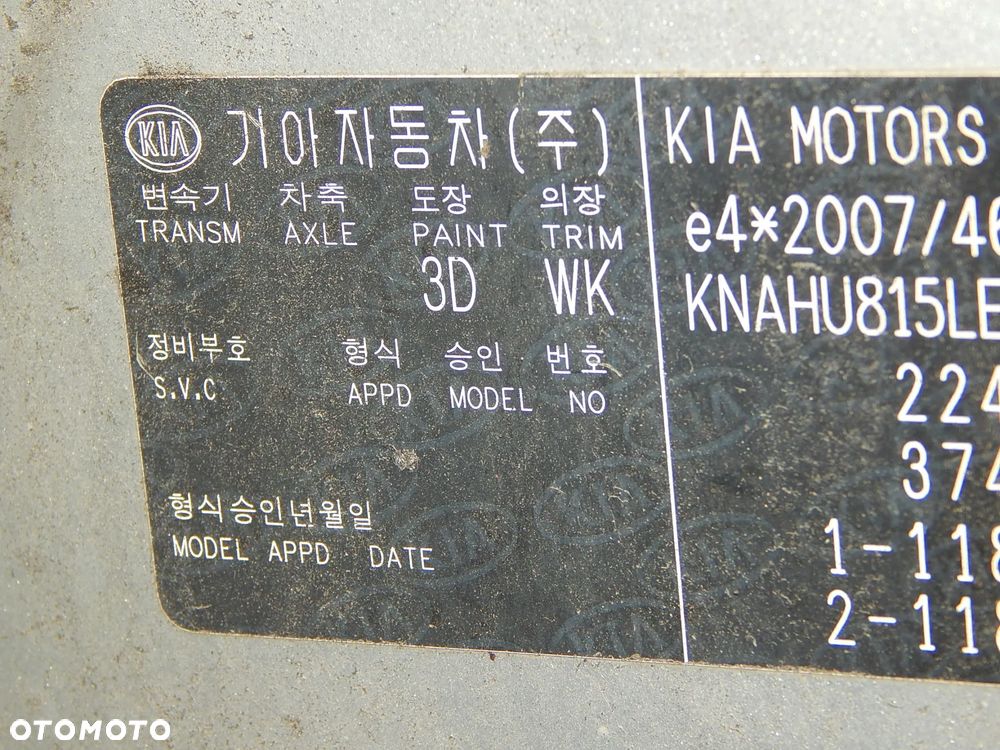 KIA 기아자동차(주)
변속기 차축 도장 의장
TRANSM AXLE PAINT TRIM
3D WK
정비부호 형식 승인 번호
S.V.C APPD MODEL NO
형식승인년월일
MODEL APPD DATE
KIA MOTORS
e4*2007/46
KNAHU815LE
224
374
1-118
2-118
OTOMOTO